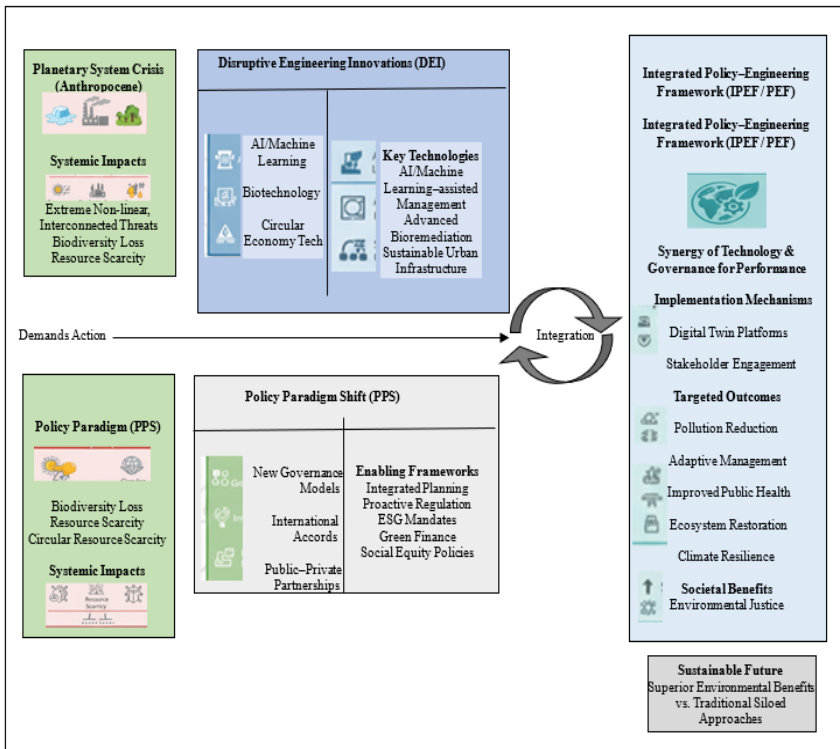 Planetary System Crisis
(Anthropocene)
Systemic Impacts
Extreme Non-linear,
Interconnected Threats
Biodiversity Loss
Resource Scarcity
Disruptive Engineering Innovations (DEI)
AI/Machine
Learning
Biotechnology
Circular
Economy Tech
Key Technologies
AI/Machine
Learning–assisted
Management
Advanced
Bioremediation
Sustainable Urban
Infrastructure
Demands Action
Integration
Policy Paradigm (PPS)
Biodiversity Loss
Resource Scarcity
Circular Resource Scarcity
Systemic Impacts
Resource
Scarcity
Policy Paradigm Shift (PPS)
New Governance
Models
International
Accords
Public–Private
Partnerships
Enabling Frameworks
Integrated Planning
Proactive Regulation
ESG Mandates
Green Finance
Social Equity Policies
Integrated Policy–Engineering
Framework (IPEF / PEF)
Integrated Policy–Engineering
Framework (IPEF / PEF)
Synergy of Technology &
Governance for Performance
Implementation Mechanisms
Digital Twin Platforms
Stakeholder Engagement
Targeted Outcomes
Pollution Reduction
Adaptive Management
Improved Public Health
Ecosystem Restoration
Climate Resilience
Societal Benefits
Environmental Justice
Sustainable Future
Superior Environmental Benefits
vs. Traditional Siloed
Approaches